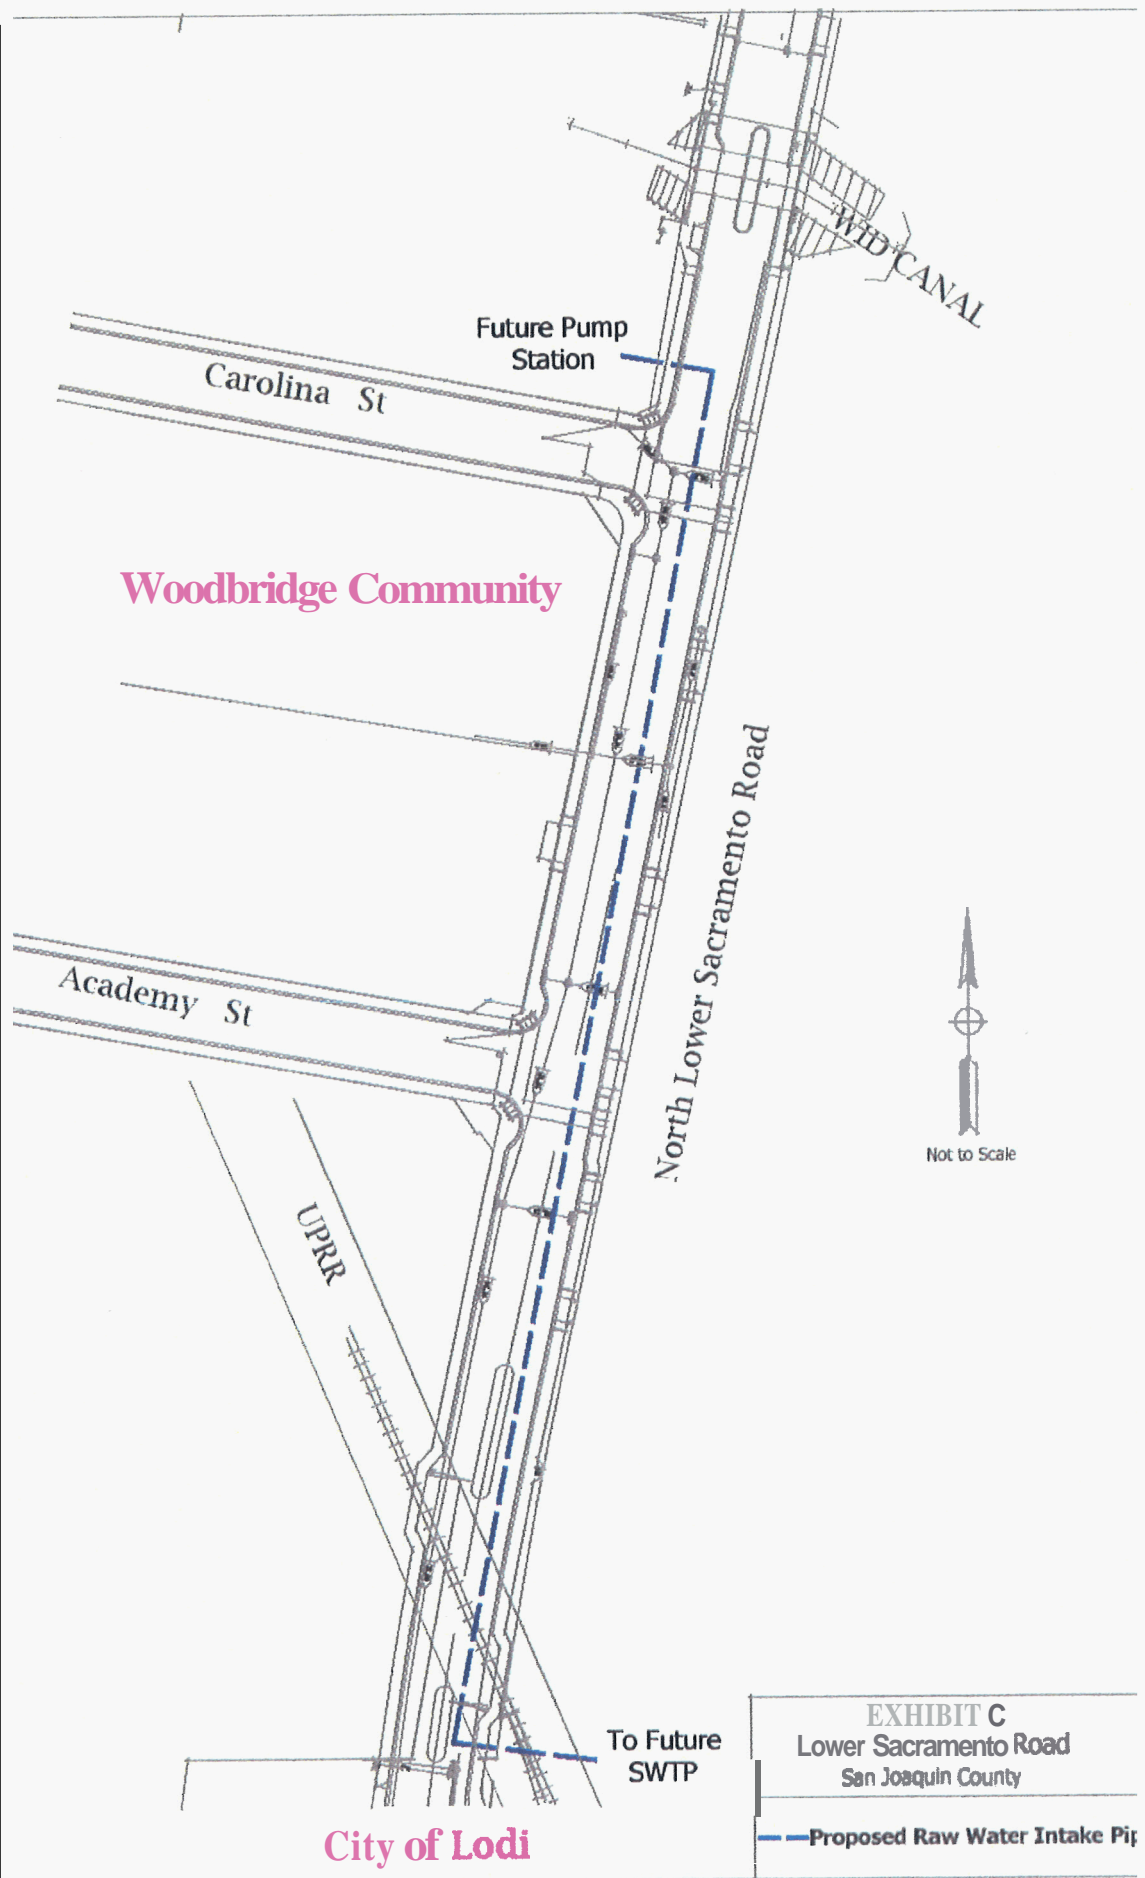 WID CANAL
Future Pump
Station
Carolina St
Woodbridge Community
North Lower Sacramento Road
Academy St
Not to Scale
UPRR
To Future
SWTP
EXHIBIT C
Lower Sacramento Road
San Joaquin County
Proposed Raw Water Intake Pip
City of Lodi